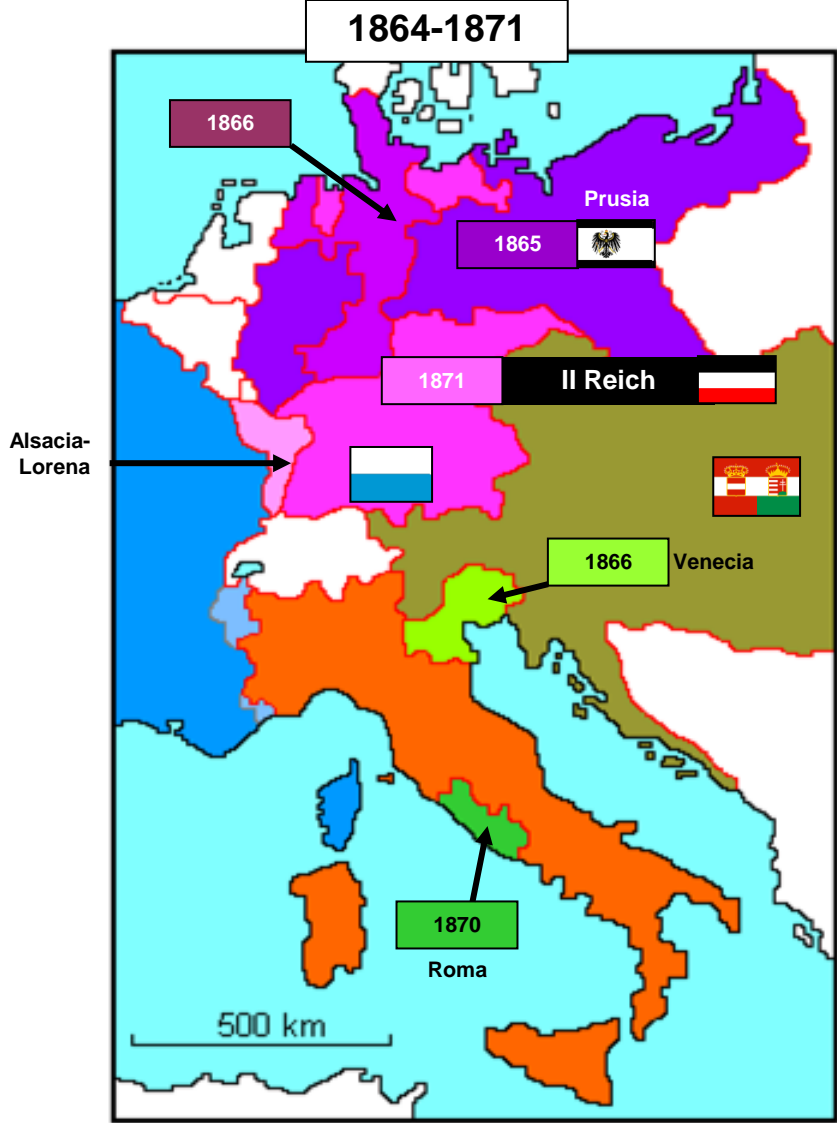 1864-1871
1866
Prusia
1865
1871
II Reich
Alsacia-
Lorena
1866
Venecia
1870
Roma
500 km